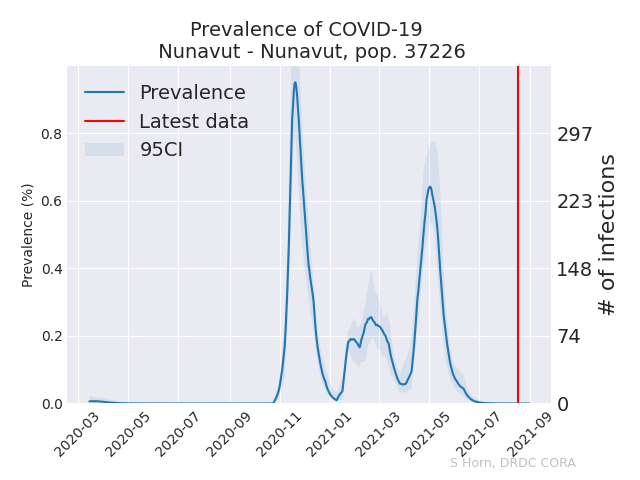 Prevalence of COVID-19
Nunavut - Nunavut, pop. 37226
Prevalence
Latest data
95CI
Prevalence (%)
0.8
0.6
0.4
0.2
0.0
297
223
148
74
0
# of infections
2020-03
2020-05
2020-07
2020-09
2020-11
2021-01
2021-03
2021-05
2021-07
2021-09
S Horn, DRDC CORA